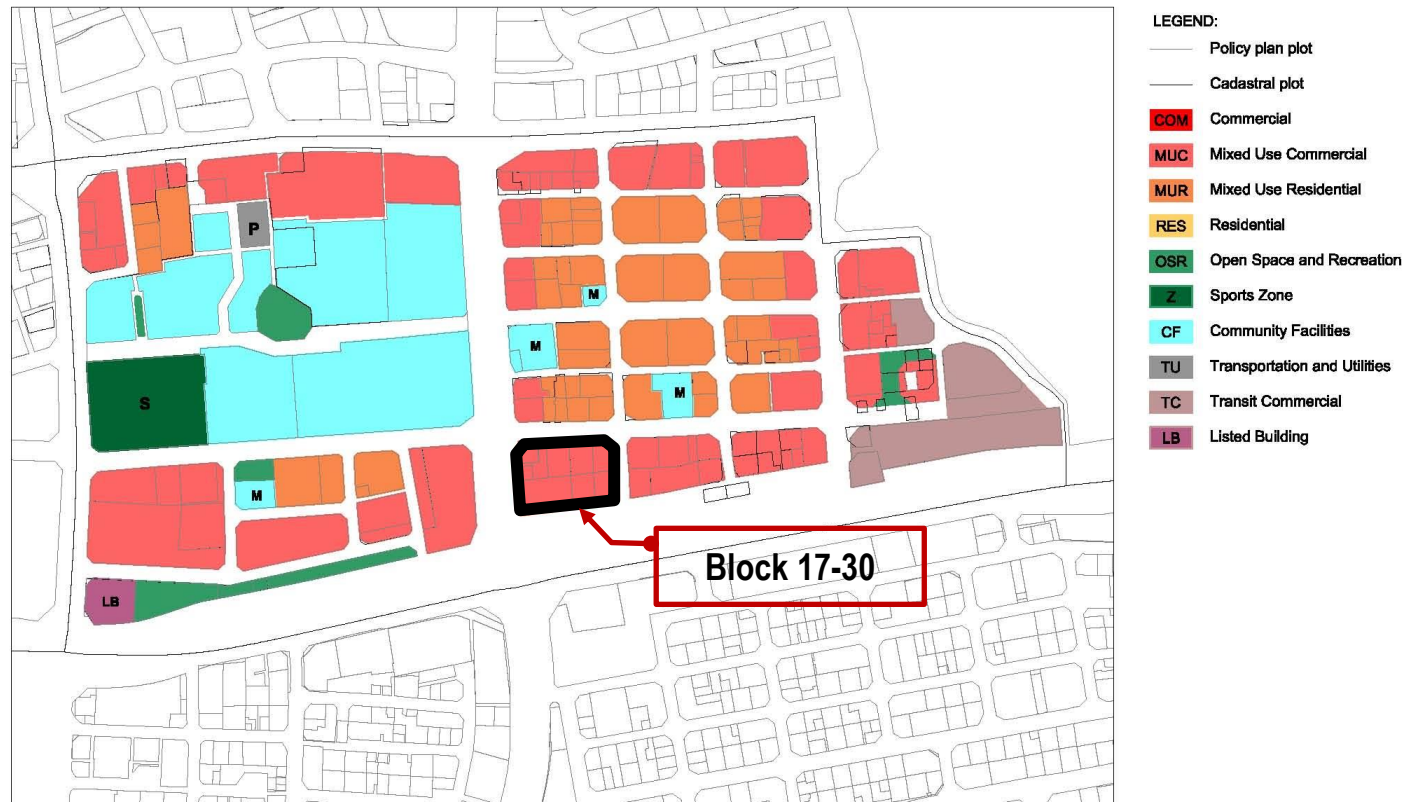 LEGEND:
Policy plan plot
Cadastral plot
COM Commercial
MUC Mixed Use Commercial
MUR Mixed Use Residential
RES Residential
OSR Open Space and Recreation
Z Sports Zone
CF Community Facilities
TU Transportation and Utilities
TC Transit Commercial
LB Listed Building
P
M
M
M
S
M
LB
Block 17-30